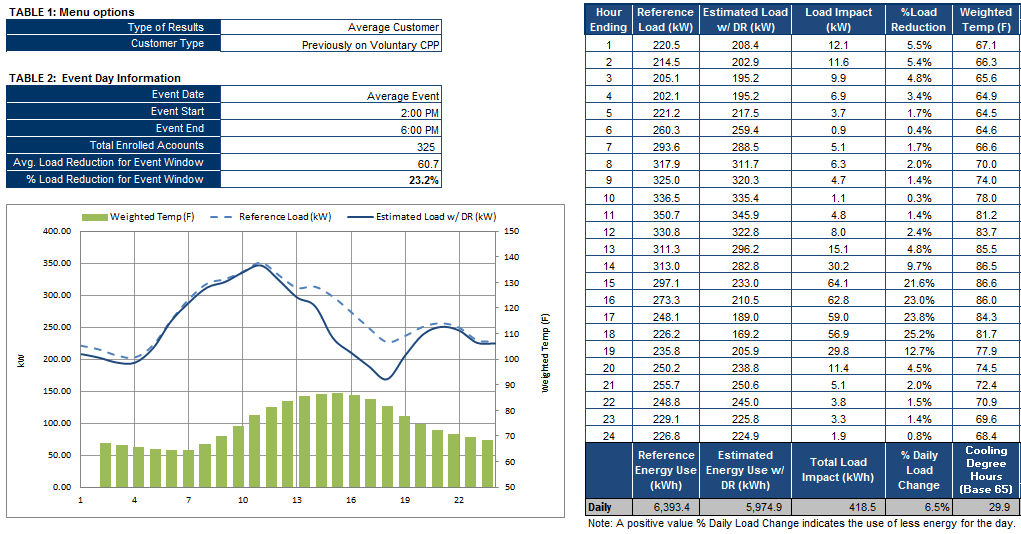 TABLE 1: Menu options
Type of Results Average Customer
Customer Type Previously on Voluntary CPP
TABLE 2: Event Day Information
Event Date Average Event
Event Start 2:00 PM
Event End 6:00 PM
Total Enrolled Accounts 325
Avg. Load Reduction for Event Window 60.7
% Load Reduction for Event Window 23.2%
Weighted Temp (F) Reference Load (kW) Estimated Load w/ DR (kW)
400.00 150
350.00 140
300.00 130
250.00 120
200.00 110
150.00 100
100.00 90
50.00 80
0.00 70
60
50
kW
Weighted Temp (F)
1 4 7 10 13 16 19 22
Hour Reference Estimated Load Load Impact %Load Weighted
Ending Load (kW) w/ DR (kW) (kW) Reduction Temp (F)
1 220.5 208.4 12.1 5.5% 67.1
2 214.5 202.9 11.6 5.4% 66.3
3 205.1 195.2 9.9 4.8% 65.6
4 202.1 195.2 6.9 3.4% 64.9
5 221.2 217.5 3.7 1.7% 64.5
6 260.3 259.4 0.9 0.4% 64.6
7 293.6 288.5 5.1 1.7% 66.6
8 317.9 311.7 6.3 2.0% 70.0
9 325.0 320.3 4.7 1.4% 74.0
10 336.5 335.4 1.1 0.3% 78.0
11 350.7 345.9 4.8 1.4% 81.2
12 330.8 322.8 8.0 2.4% 83.7
13 311.3 296.2 15.1 4.8% 85.5
14 313.0 282.8 30.2 9.7% 86.5
15 297.1 233.0 64.1 21.6% 86.6
16 273.3 210.5 62.8 23.0% 86.0
17 248.1 189.0 59.0 23.8% 84.3
18 226.2 169.2 56.9 25.2% 81.7
19 235.8 205.9 29.8 12.7% 77.9
20 250.2 238.8 11.4 4.5% 74.5
21 255.7 250.6 5.1 2.0% 72.4
22 248.8 245.0 3.8 1.5% 70.9
23 229.1 225.8 3.3 1.4% 69.6
24 226.8 224.9 1.9 0.8% 68.4
Reference Energy Use (kWh)
Estimated Energy Use w/ DR (kWh)
Total Load Impact (kWh)
% Daily Load Change
Cooling Degree Hours (Base 65)
Daily 6,393.4 5,974.9 418.5 6.5% 29.9
Note: A positive value % Daily Load Change indicates the use of less energy for the day.